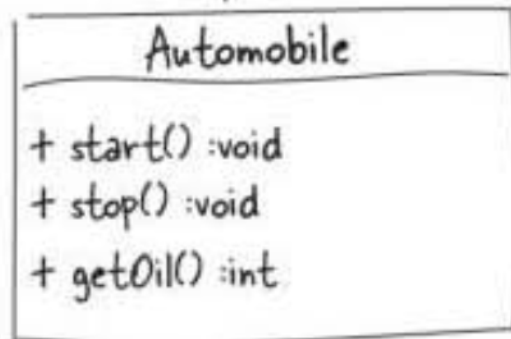 Automobile
+ start() :void
+ stop() :void
+ getOil() :int